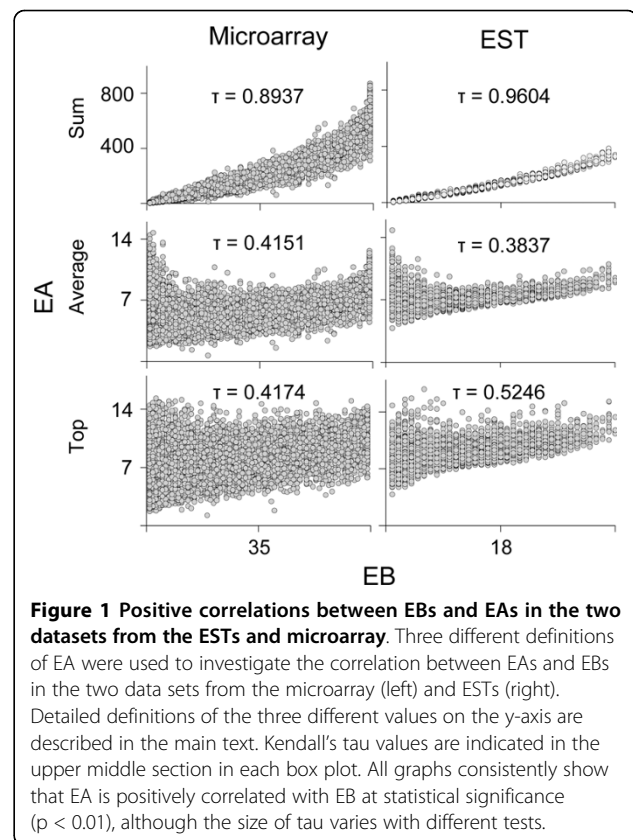 Microarray EST
Sum
800
400
τ = 0.8937
τ = 0.9604
EA
Average
14
7
τ = 0.4151
τ = 0.3837
Top
14
7
τ = 0.4174
τ = 0.5246
35 18
EB
Figure 1 Positive correlations between EBs and EAs in the two
datasets from the ESTs and microarray. Three different definitions
of EA were used to investigate the correlation between EAs and EBs
in the two data sets from the microarray (left) and ESTs (right).
Detailed definitions of the three different values on the y-axis are
described in the main text. Kendall's tau values are indicated in the
upper middle section in each box plot. All graphs consistently show
that EA is positively correlated with EB at statistical significance
(p < 0.01), although the size of tau varies with different tests.